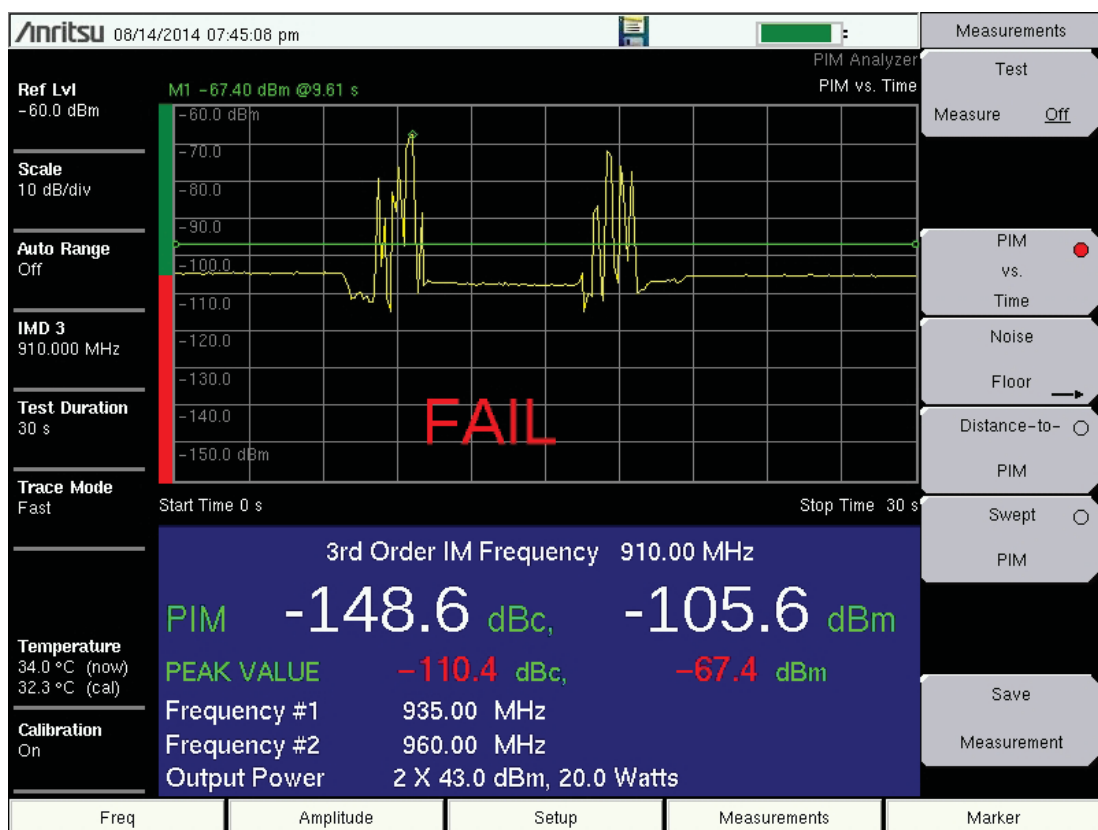 Anritsu 08/14/2014 07:45:08 pm
Ref Lvl
-60.0 dBm
Scale
10 dB/div
Auto Range
Off
IMD 3
910.000 MHz
Test Duration
30 s
Trace Mode
Fast
Temperature
34.0 °C (now)
32.3 °C (cal)
Calibration
On
PIM Analyzer
M1 -67.40 dBm @9.61 s
PIM vs. Time
-60.0 dBm
-70.0
-80.0
-90.0
-100.0
-110.0
-120.0
-130.0
-140.0
-150.0 dBm
FAIL
Start Time 0 s
Stop Time 30 s
3rd Order IM Frequency 910.00 MHz
PIM -148.6 dBc, -105.6 dBm
PEAK VALUE -110.4 dBc, -67.4 dBm
Frequency #1 935.00 MHz
Frequency #2 960.00 MHz
Output Power 2 X 43.0 dBm, 20.0 Watts
Measurements
Test
Measure Off
PIM
vs.
Time
Noise
Floor
Distance-to-
PIM
Swept
PIM
Save
Measurement
Freq
Amplitude
Setup
Measurements
Marker